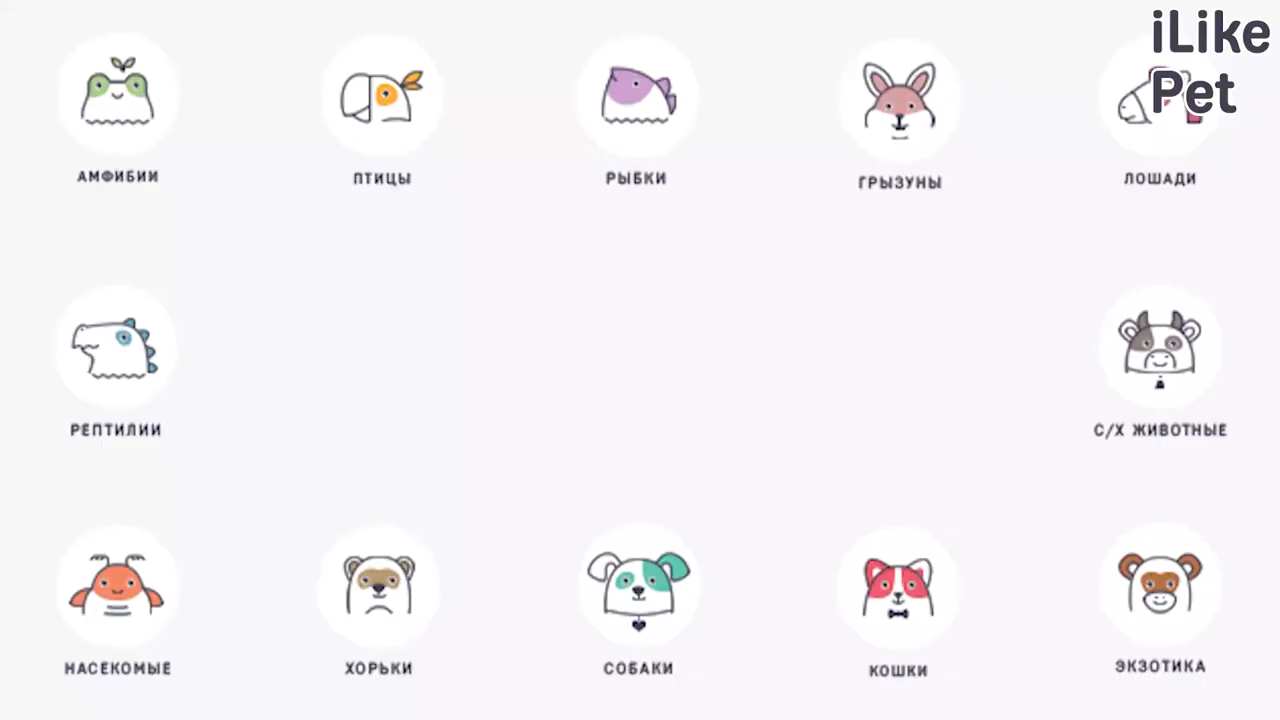 iLike
Pet
АМФИБИИ
ПТИЦЫ
РЫБКИ
ГРЫЗУНЫ
ЛОШАДИ
РЕПТИЛИИ
С/Х ЖИВОТНЫЕ
НАСЕКОМЫЕ
ХОРЬКИ
СОБАКИ
КОШКИ
ЭКЗОТИКА